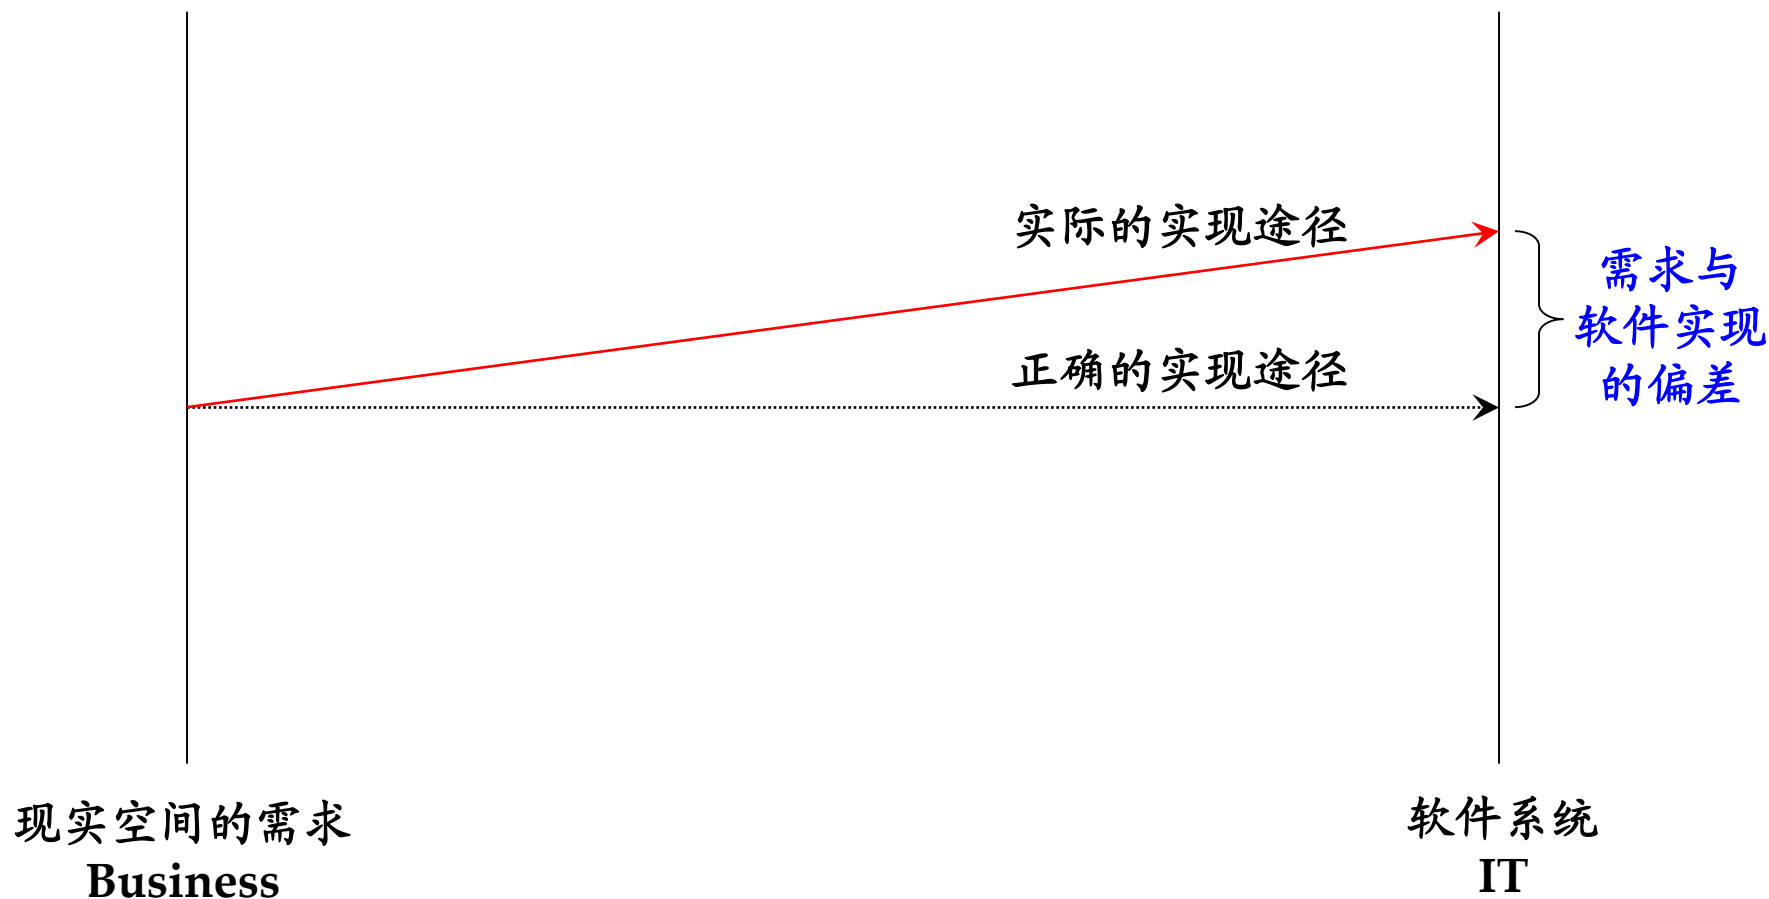 实际的实现途径
需求与
软件实现
的偏差
正确的实现途径
现实空间的需求
Business
软件系统
IT